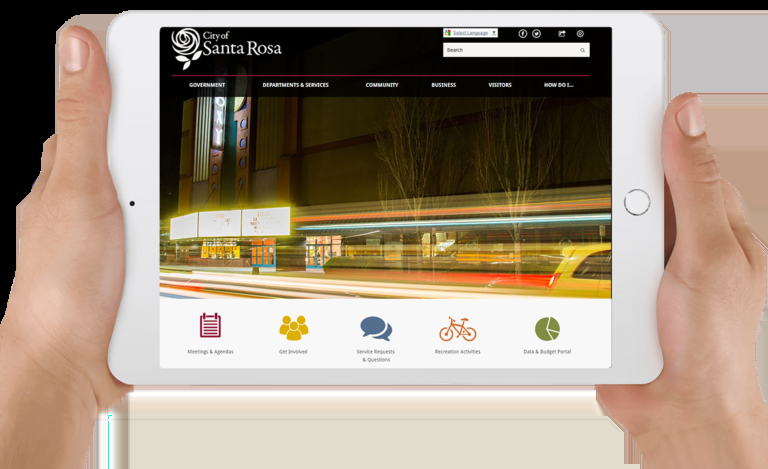 City of
Santa Rosa
Select Language
Search
GOVERNMENT
DEPARTMENTS & SERVICES
COMMUNITY
BUSINESS
VISITORS
HOW DO I...
ROXY
Meetings & Agendas
Get Involved
Service Requests
& Questions
Recreation Activities
Data & Budget Portal